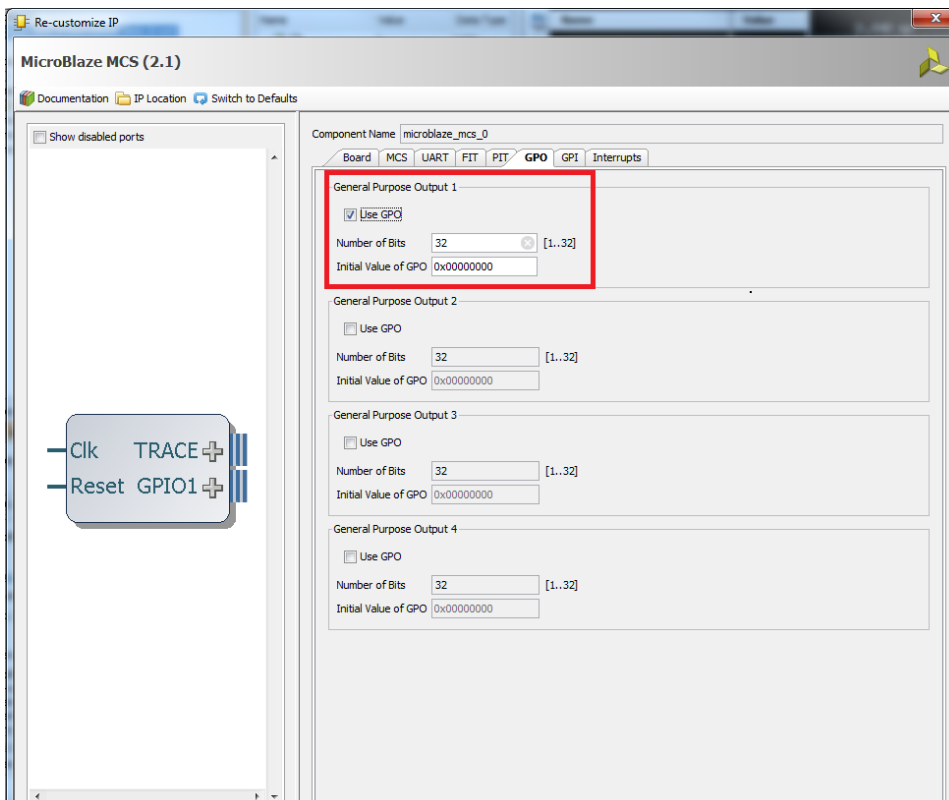 Re-customize IP
MicroBlaze MCS (2.1)
Documentation IP Location Switch to Defaults
Show disabled ports
Component Name microblaze_mcs_0
Board MCS UART FIT PIT GPO GPI Interrupts
General Purpose Output 1
Use GPO
Number of Bits 32 [1..32]
Initial Value of GPO 0x00000000
General Purpose Output 2
Use GPO
Number of Bits 32 [1..32]
Initial Value of GPO 0x00000000
General Purpose Output 3
Use GPO
Number of Bits 32 [1..32]
Initial Value of GPO 0x00000000
General Purpose Output 4
Use GPO
Number of Bits 32 [1..32]
Initial Value of GPO 0x00000000
Clk TRACE
Reset GPIO1